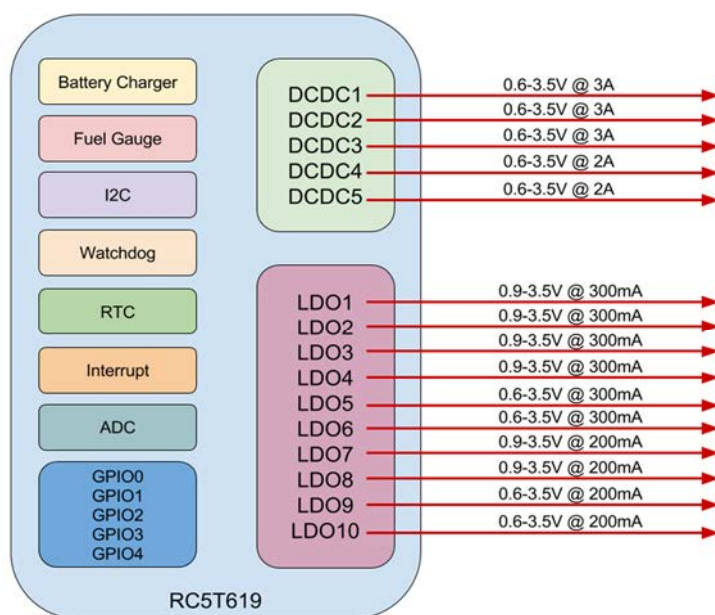 Battery Charger
Fuel Gauge
I2C
Watchdog
RTC
Interrupt
ADC
GPIO0
GPIO1
GPIO2
GPIO3
GPIO4
DCDC1 0.6-3.5V @ 3A
DCDC2 0.6-3.5V @ 3A
DCDC3 0.6-3.5V @ 3A
DCDC4 0.6-3.5V @ 2A
DCDC5 0.6-3.5V @ 2A
LDO1 0.9-3.5V @ 300mA
LDO2 0.9-3.5V @ 300mA
LDO3 0.9-3.5V @ 300mA
LDO4 0.9-3.5V @ 300mA
LDO5 0.6-3.5V @ 300mA
LDO6 0.6-3.5V @ 300mA
LDO7 0.9-3.5V @ 200mA
LDO8 0.9-3.5V @ 200mA
LDO9 0.6-3.5V @ 200mA
LDO10 0.6-3.5V @ 200mA
RC5T619